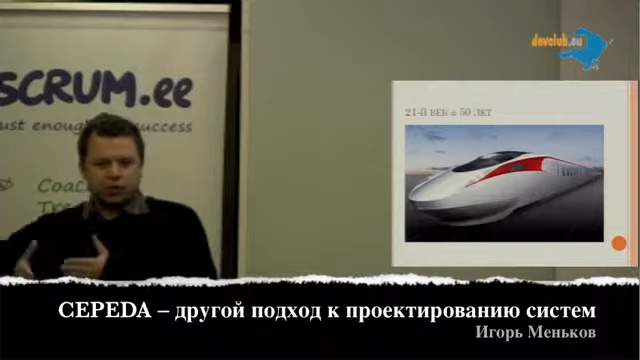 devclub.eu
SCRUM.ee
ust enough success
Coac
Tra
21-Й ВЕК = 50 ЛЕТ
CEPEDA – другой подход к проектированию систем
Игорь Меньков